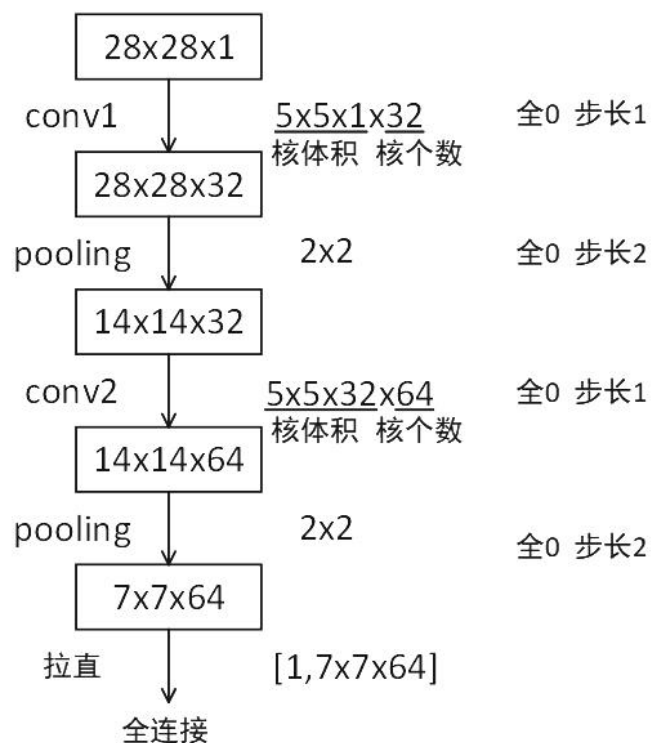 28x28x1
conv1 5x5x1x32 全0 步长1
核体积 核个数
28x28x32
pooling 2x2 全0 步长2
14x14x32
conv2 5x5x32x64 全0 步长1
核体积 核个数
14x14x64
pooling 2x2 全0 步长2
7x7x64
拉直 [1,7x7x64]
全连接